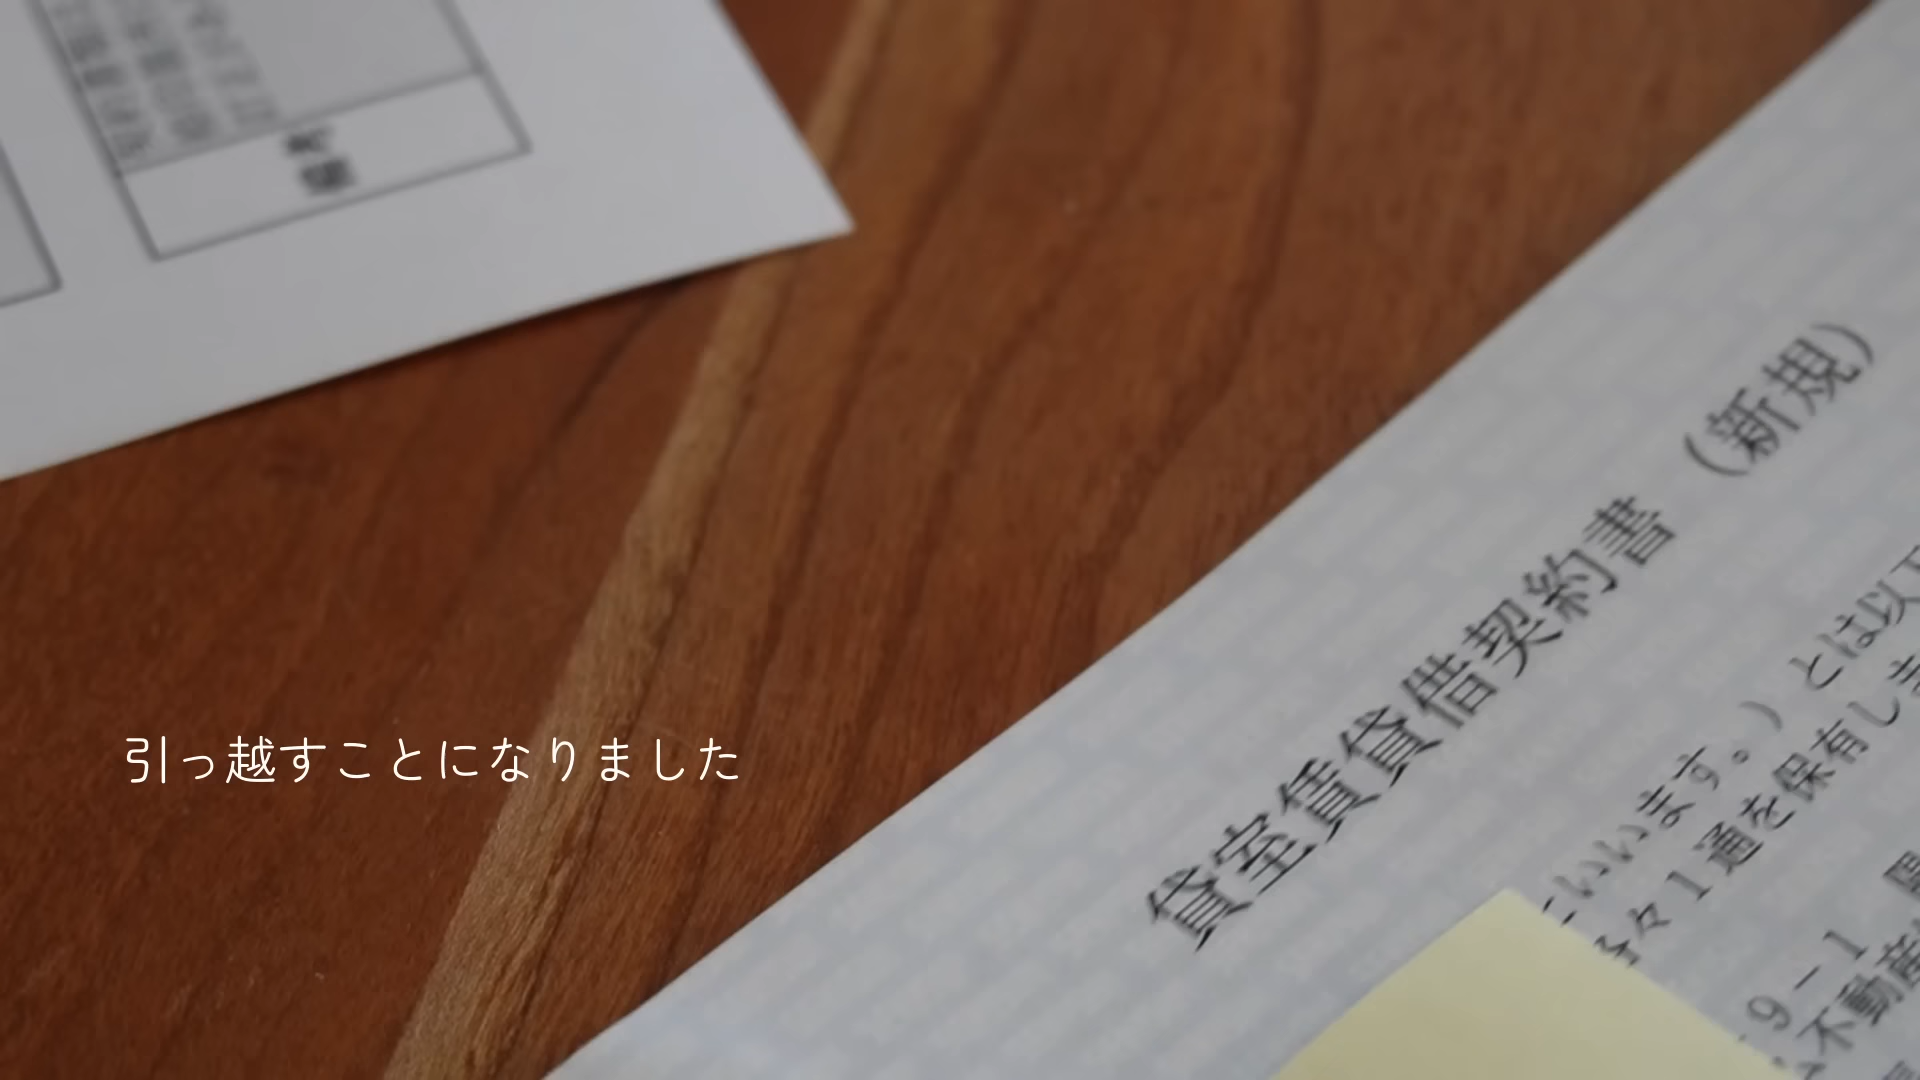 引っ越すことになりました
貸室賃貸借契約書（新規）
いいます。）とは以下
各々１通を保有しま
９－１
不動産